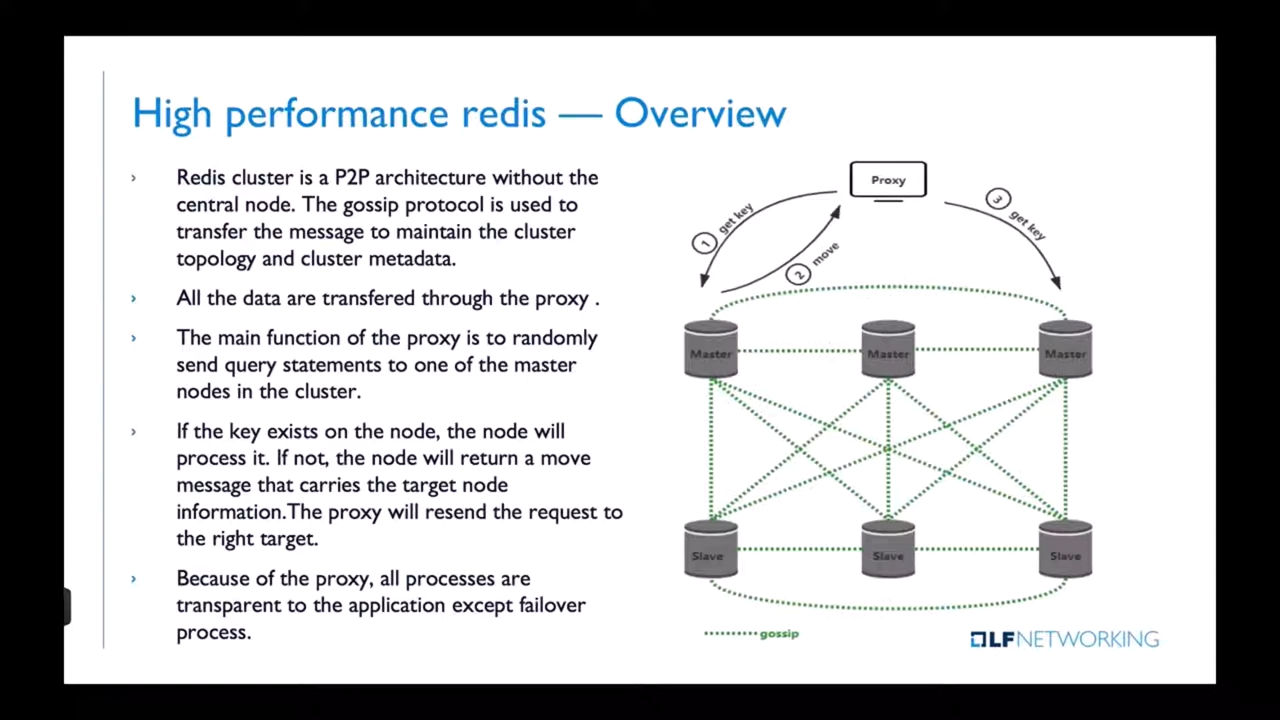 High performance redis — Overview
› Redis cluster is a P2P architecture without the
central node. The gossip protocol is used to
transfer the message to maintain the cluster
topology and cluster metadata.
› All the data are transfered through the proxy .
› The main function of the proxy is to randomly
send query statements to one of the master
nodes in the cluster.
› If the key exists on the node, the node will
process it. If not, the node will return a move
message that carries the target node
information.The proxy will resend the request to
the right target.
› Because of the proxy, all processes are
transparent to the application except failover
process.
Proxy
1 get key
2 move
3 get key
Master
Master
Master
Slave
Slave
Slave
gossip
LFNETWORKING